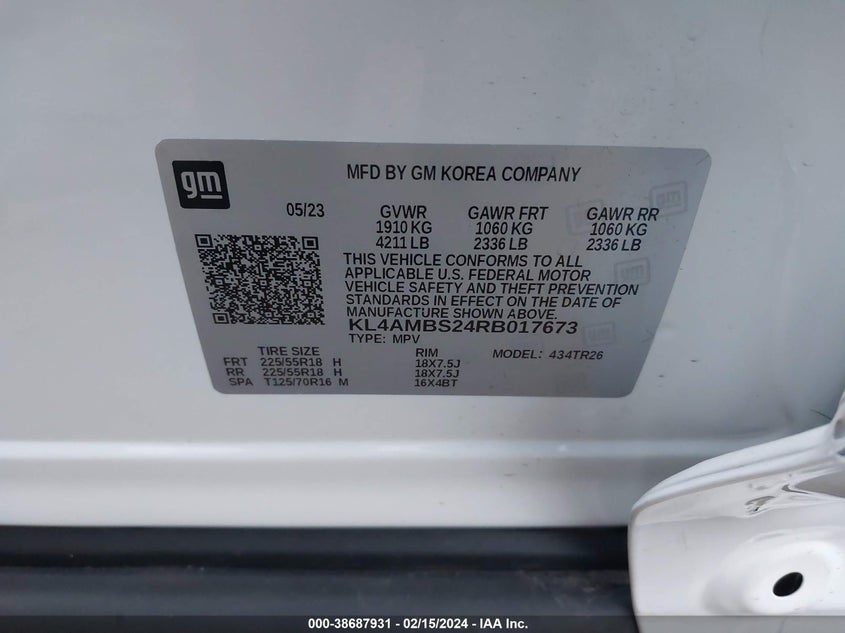 gm
MFD BY GM KOREA COMPANY
05/23 GVWR GAWR FRT GAWR RR
1910 KG 1060 KG 1060 KG
4211 LB 2336 LB 2336 LB
THIS VEHICLE CONFORMS TO ALL
APPLICABLE U.S. FEDERAL MOTOR
VEHICLE SAFETY AND THEFT PREVENTION
STANDARDS IN EFFECT ON THE DATE OF
MANUFACTURE SHOWN ABOVE.
KL4AMBS24RB017673
TYPE: MPV
TIRE SIZE RIM MODEL: 434TR26
FRT 225/55R18 H 18X7.5J
RR 225/55R18 H 18X7.5J
SPA T125/70R16 M 16X4BT
000-38687931 - 02/15/2024 - IAA Inc.